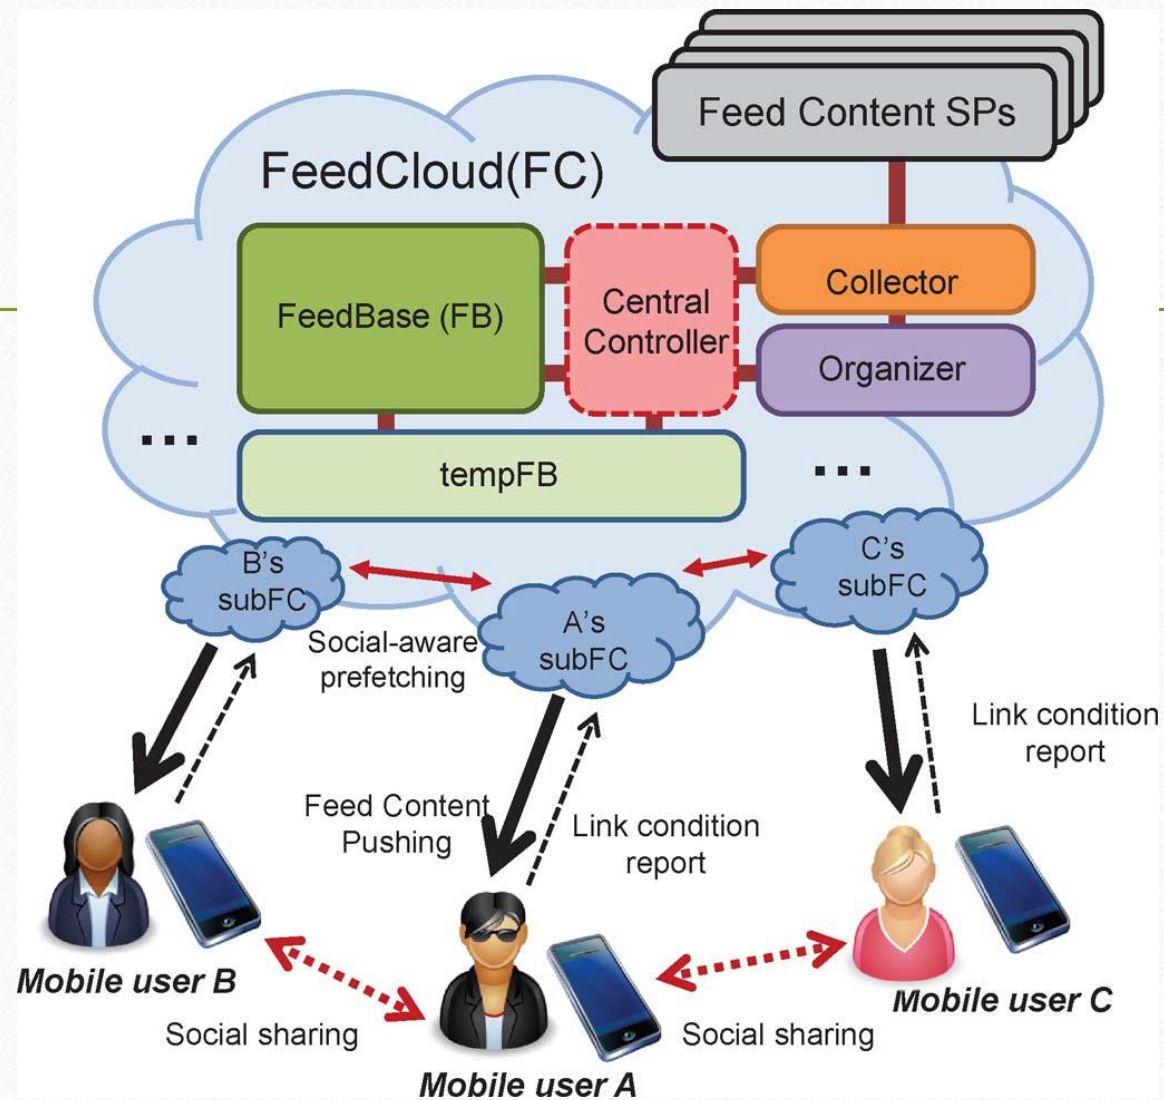 Feed Content SPs
FeedCloud(FC)
FeedBase (FB)
Central
Controller
Collector
Organizer
...
tempFB
...
B's
subFC
A's
subFC
C's
subFC
Social-aware
prefetching
Link condition
report
Feed Content
Pushing
Link condition
report
Mobile user B
Mobile user C
Social sharing
Social sharing
Mobile user A